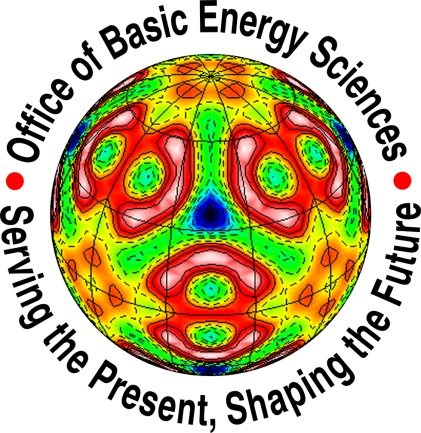 Office of Basic Energy Sciences
Serving the Present, Shaping the Future